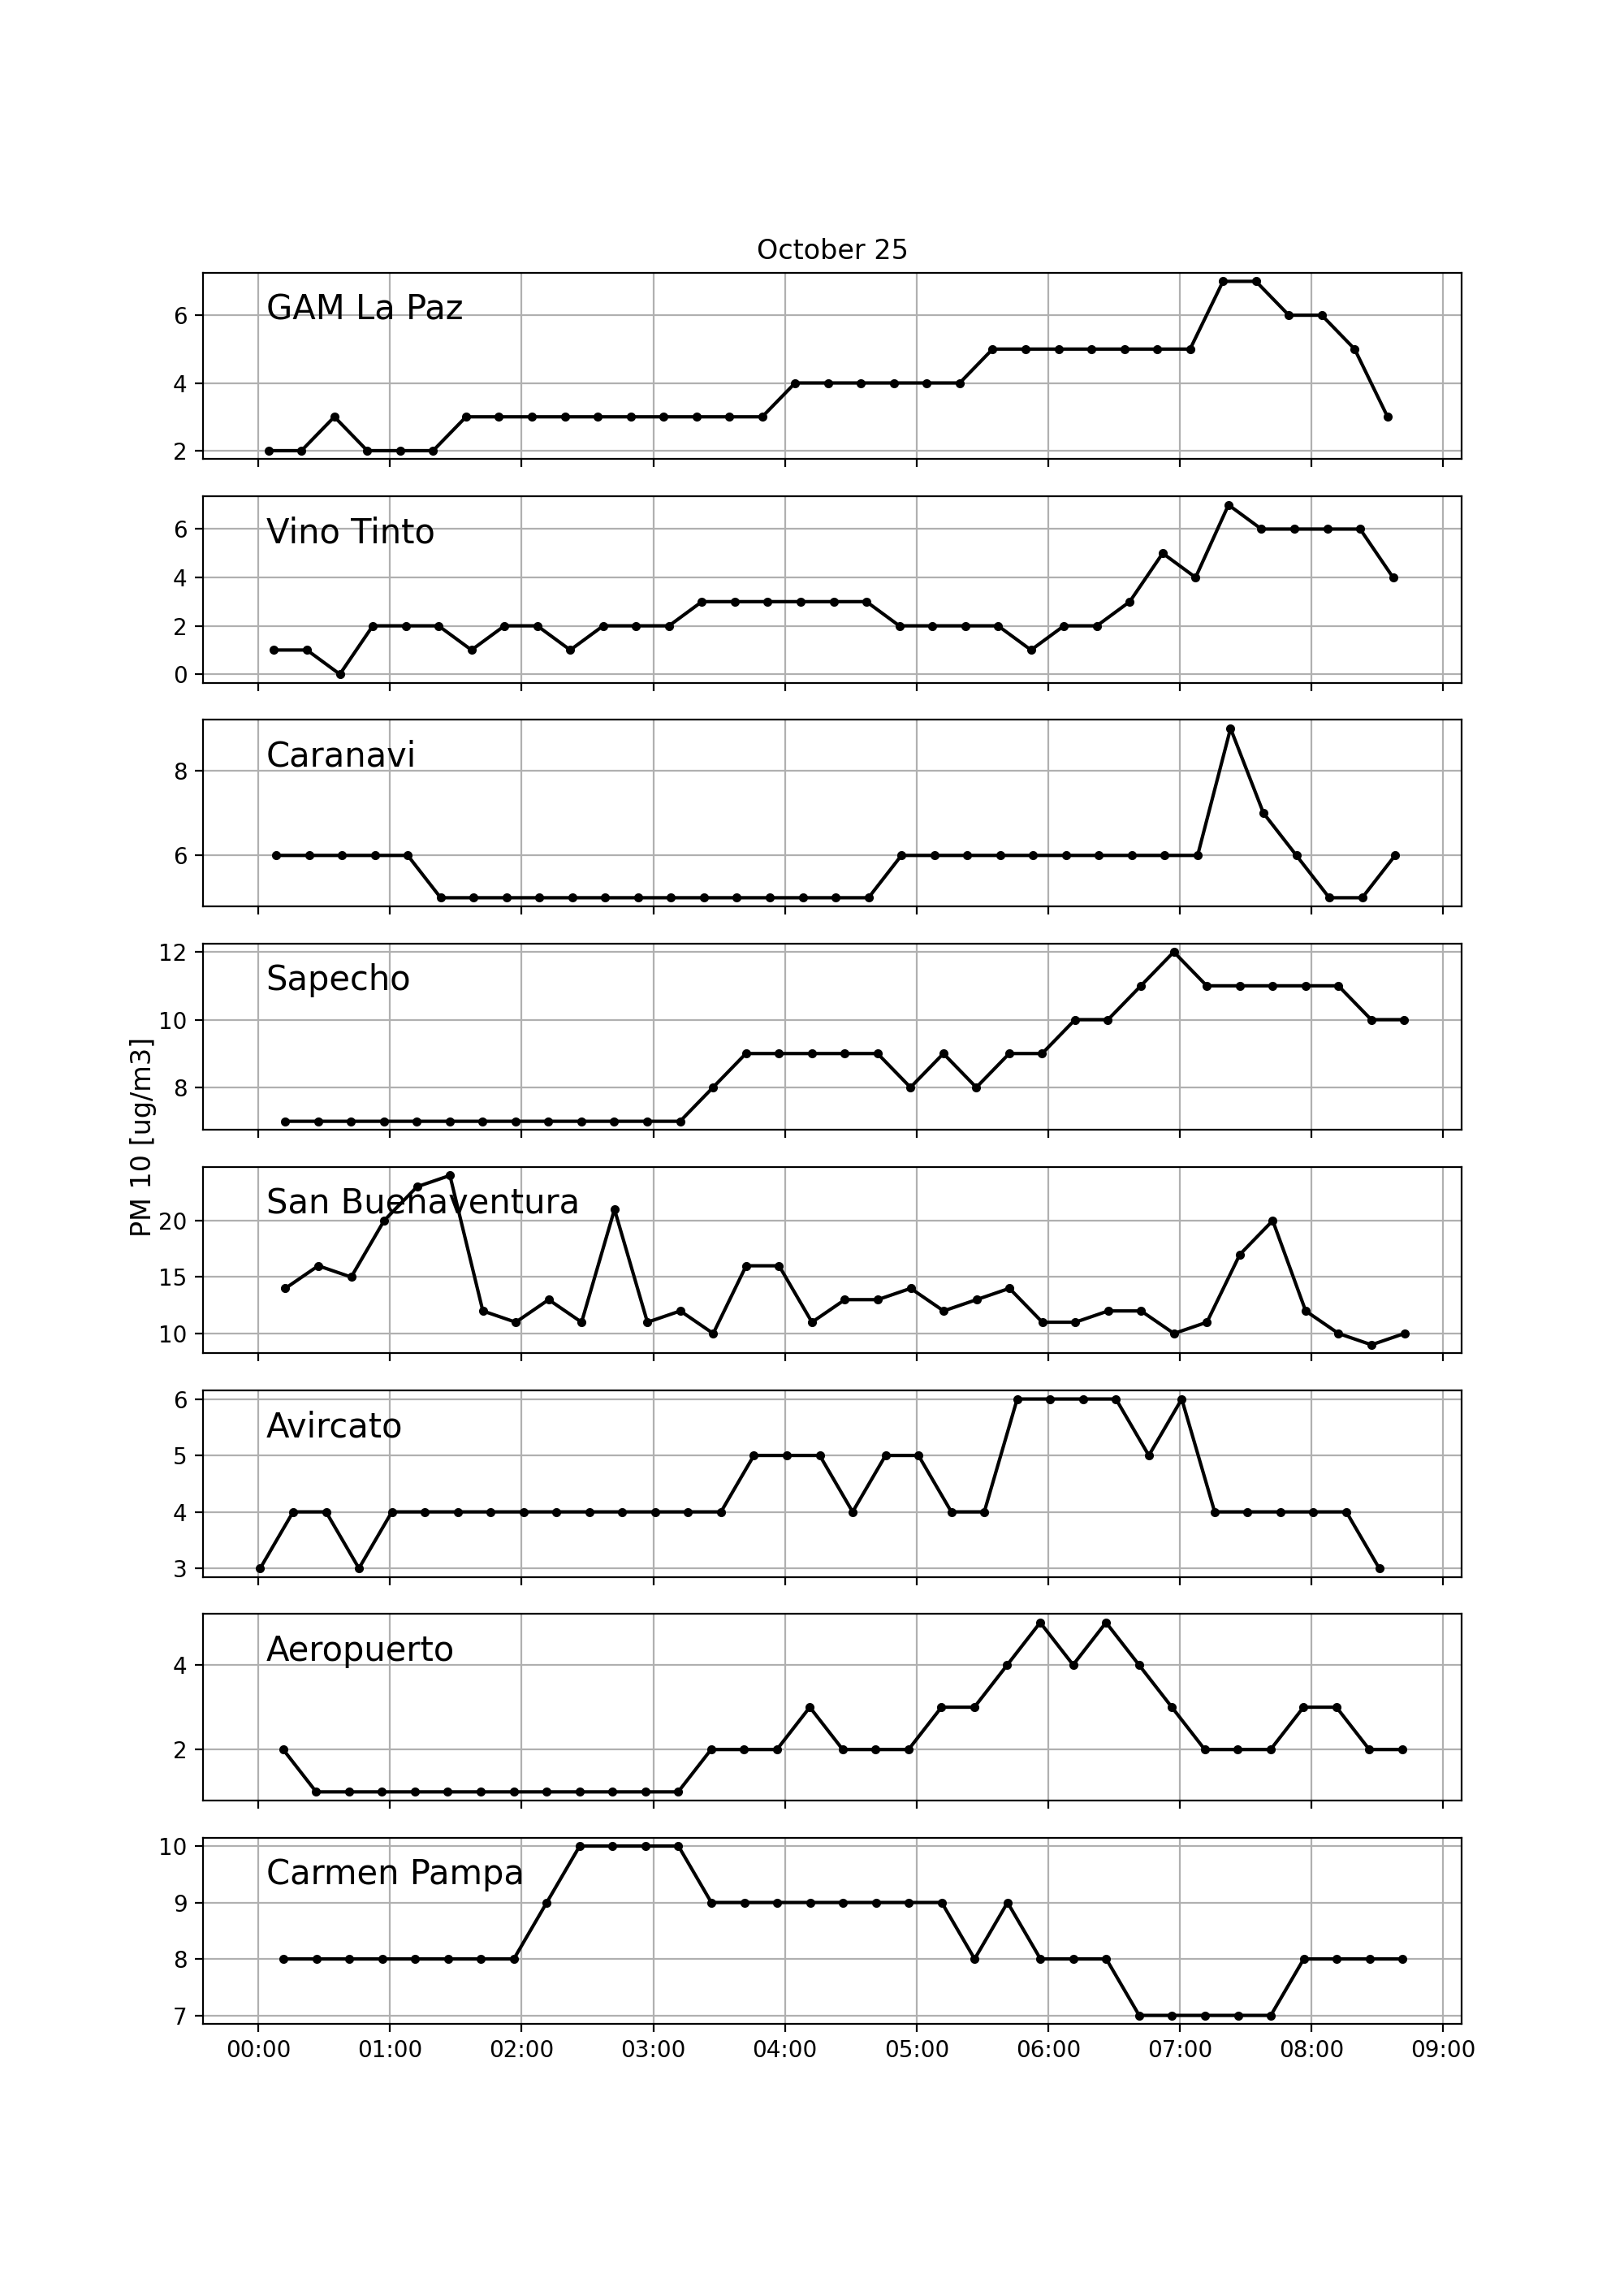 October 25
GAM La Paz
6
4
2
Vino Tinto
6
4
2
0
Caranavi
8
6
Sapecho
12
10
8
PM 10 [ug/m3]
San Buenaventura
20
15
10
Avircato
6
5
4
3
Aeropuerto
4
2
Carmen Pampa
10
9
8
7
00:00 01:00 02:00 03:00 04:00 05:00 06:00 07:00 08:00 09:00